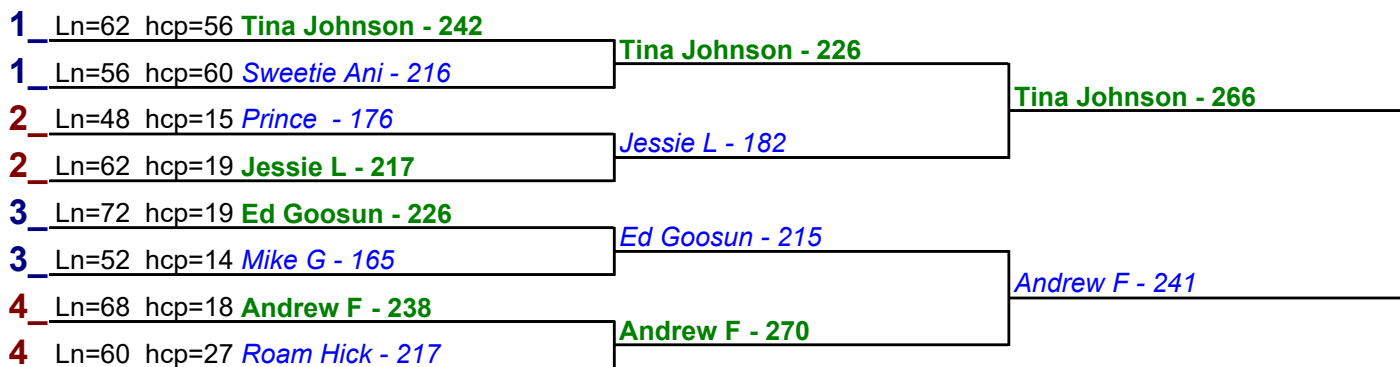 1_ Ln=62 hcp=56 Tina Johnson - 242
Tina Johnson - 226
1_ Ln=56 hcp=60 Sweetie Ani - 216
Tina Johnson - 266
2_ Ln=48 hcp=15 Prince - 176
Jessie L - 182
2_ Ln=62 hcp=19 Jessie L - 217
3_ Ln=72 hcp=19 Ed Goosun - 226
Ed Goosun - 215
3_ Ln=52 hcp=14 Mike G - 165
Andrew F - 241
4_ Ln=68 hcp=18 Andrew F - 238
Andrew F - 270
4 Ln=60 hcp=27 Roam Hick - 217